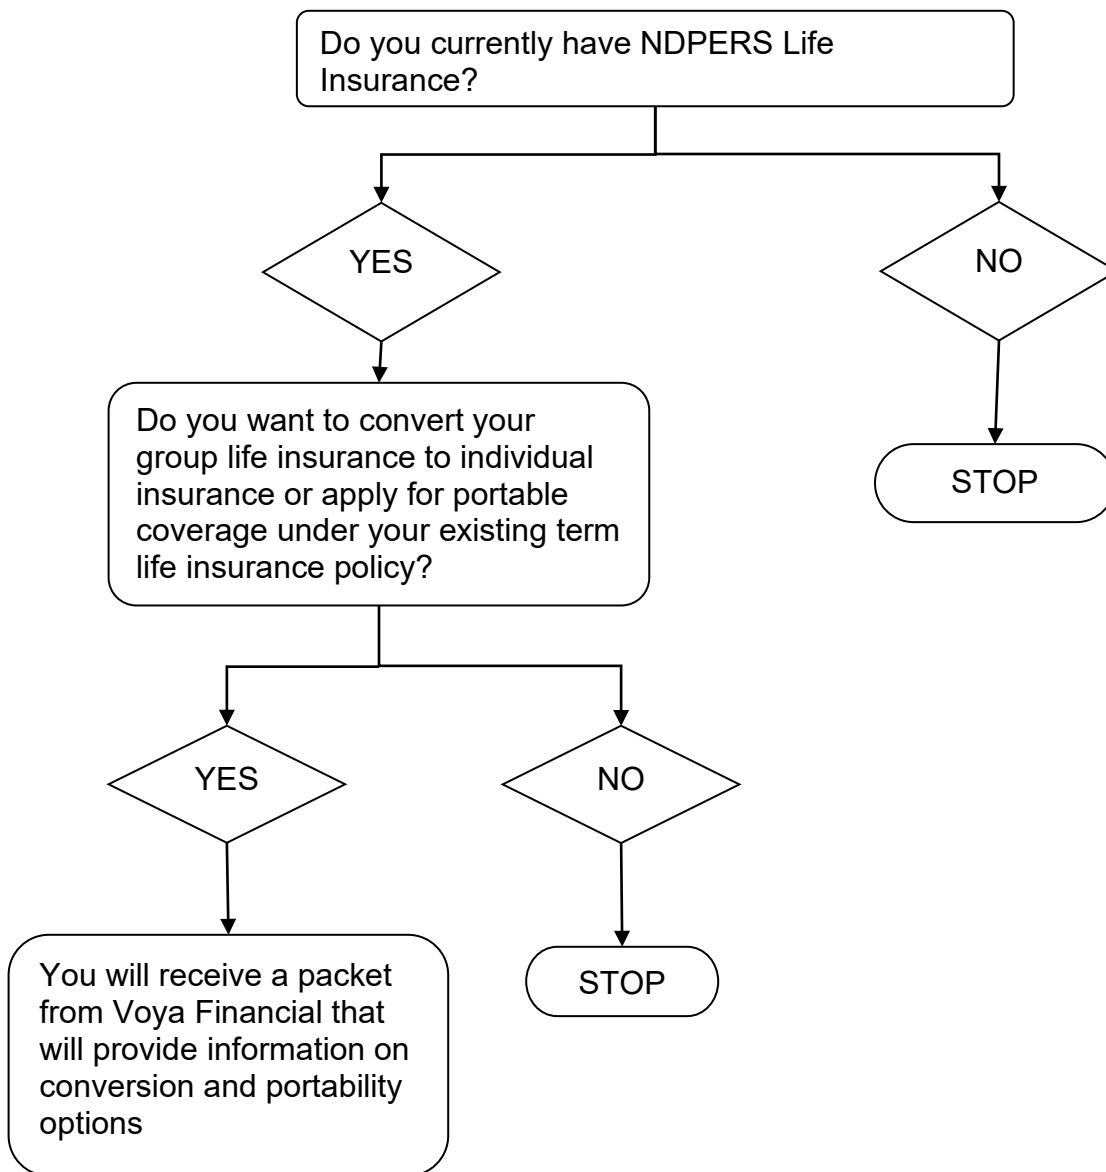 Do you currently have NDPERS Life
Insurance?
YES
NO
Do you want to convert your
group life insurance to individual
insurance or apply for portable
coverage under your existing term
life insurance policy?
STOP
YES
NO
You will receive a packet
from Voya Financial that
will provide information on
conversion and portability
options
STOP